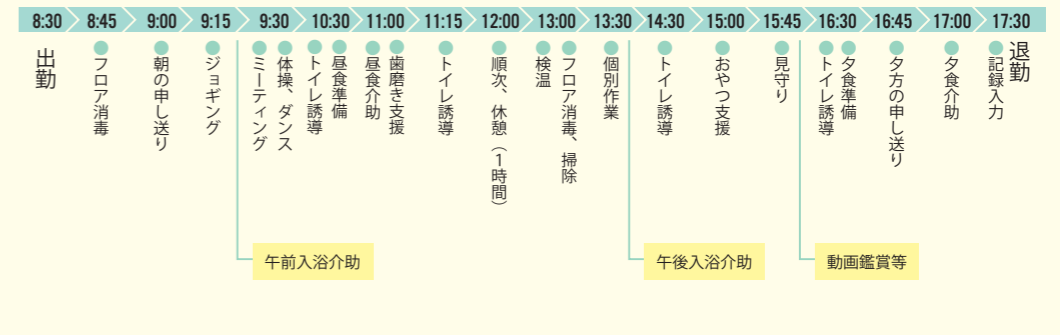 8:30 8:45 9:00 9:15 9:30 10:30 11:00 11:15 12:00 13:00 13:30 14:30 15:00 15:45 16:30 16:45 17:00 17:30
出勤
フロア消毒
朝の申し送り
ジョギング
ミーティング
体操、ダンス
トイレ誘導
昼食準備
昼食介助
歯磨き支援
トイレ誘導
順次、休憩（1時間）
検温
フロア消毒、掃除
個別作業
トイレ誘導
おやつ支援
見守り
トイレ誘導
夕食準備
夕方の申し送り
夕食介助
記録入力
退勤
午前入浴介助
午後入浴介助
動画鑑賞等